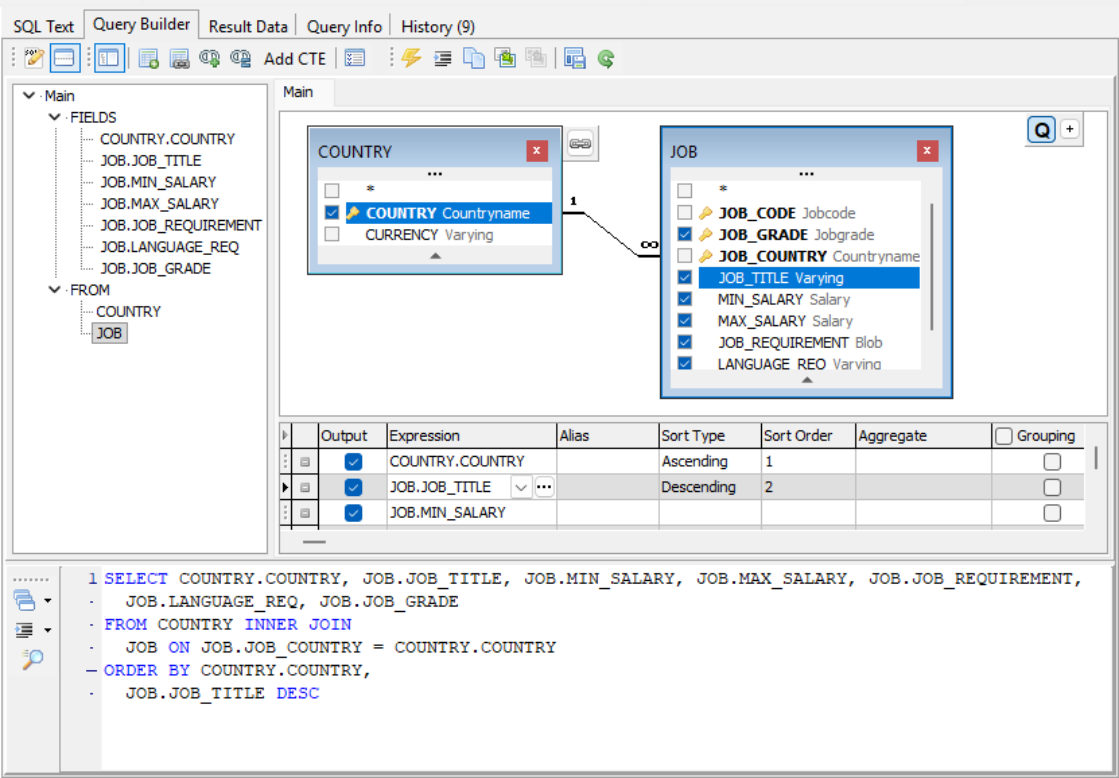 SQL Text Query Builder Result Data Query Info History (9)
Add CTE
Main
FIELDS
COUNTRY.COUNTRY
JOB.JOB_TITLE
JOB.MIN_SALARY
JOB.MAX_SALARY
JOB.JOB_REQUIREMENT
JOB.LANGUAGE_REQ
JOB.JOB_GRADE
FROM
COUNTRY
JOB
Main
Q +
COUNTRY x
...
*
COUNTRY Countryname
CURRENCY Varying
1
∞
JOB x
...
*
JOB_CODE Jobcode
JOB_GRADE Jobgrade
JOB_COUNTRY Countryname
JOB_TITLE Varying
MIN_SALARY Salary
MAX_SALARY Salary
JOB_REQUIREMENT Blob
LANGUAGE_REQ Varying
Output Expression Alias Sort Type Sort Order Aggregate Grouping
COUNTRY.COUNTRY Ascending 1
JOB.JOB_TITLE ... Descending 2
JOB.MIN_SALARY
1 SELECT COUNTRY.COUNTRY, JOB.JOB_TITLE, JOB.MIN_SALARY, JOB.MAX_SALARY, JOB.JOB_REQUIREMENT,
JOB.LANGUAGE_REQ, JOB.JOB_GRADE
FROM COUNTRY INNER JOIN
JOB ON JOB.JOB_COUNTRY = COUNTRY.COUNTRY
ORDER BY COUNTRY.COUNTRY,
JOB.JOB_TITLE DESC